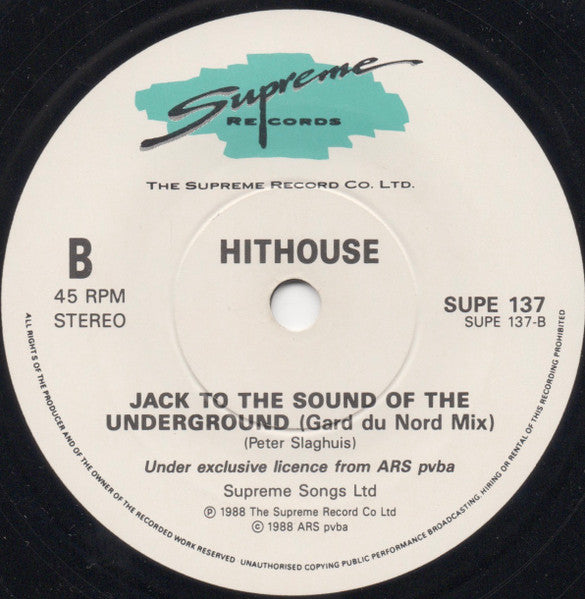 Supreme
RECORDS
THE SUPREME RECORD CO. LTD.
HITHOUSE
B
45 RPM
STEREO
SUPE 137
SUPE 137-B
JACK TO THE SOUND OF THE
UNDERGROUND (Gard du Nord Mix)
(Peter Slaghuis)
Under exclusive licence from ARS pvba
Supreme Songs Ltd
℗ 1988 The Supreme Record Co Ltd
© 1988 ARS pvba
ALL RIGHTS OF THE PRODUCER AND OF THE OWNER OF THE RECORDED WORK RESERVED UNAUTHORISED COPYING PUBLIC PERFORMANCE BROADCASTING HIRING OR RENTAL OF THIS RECORDING PROHIBITED